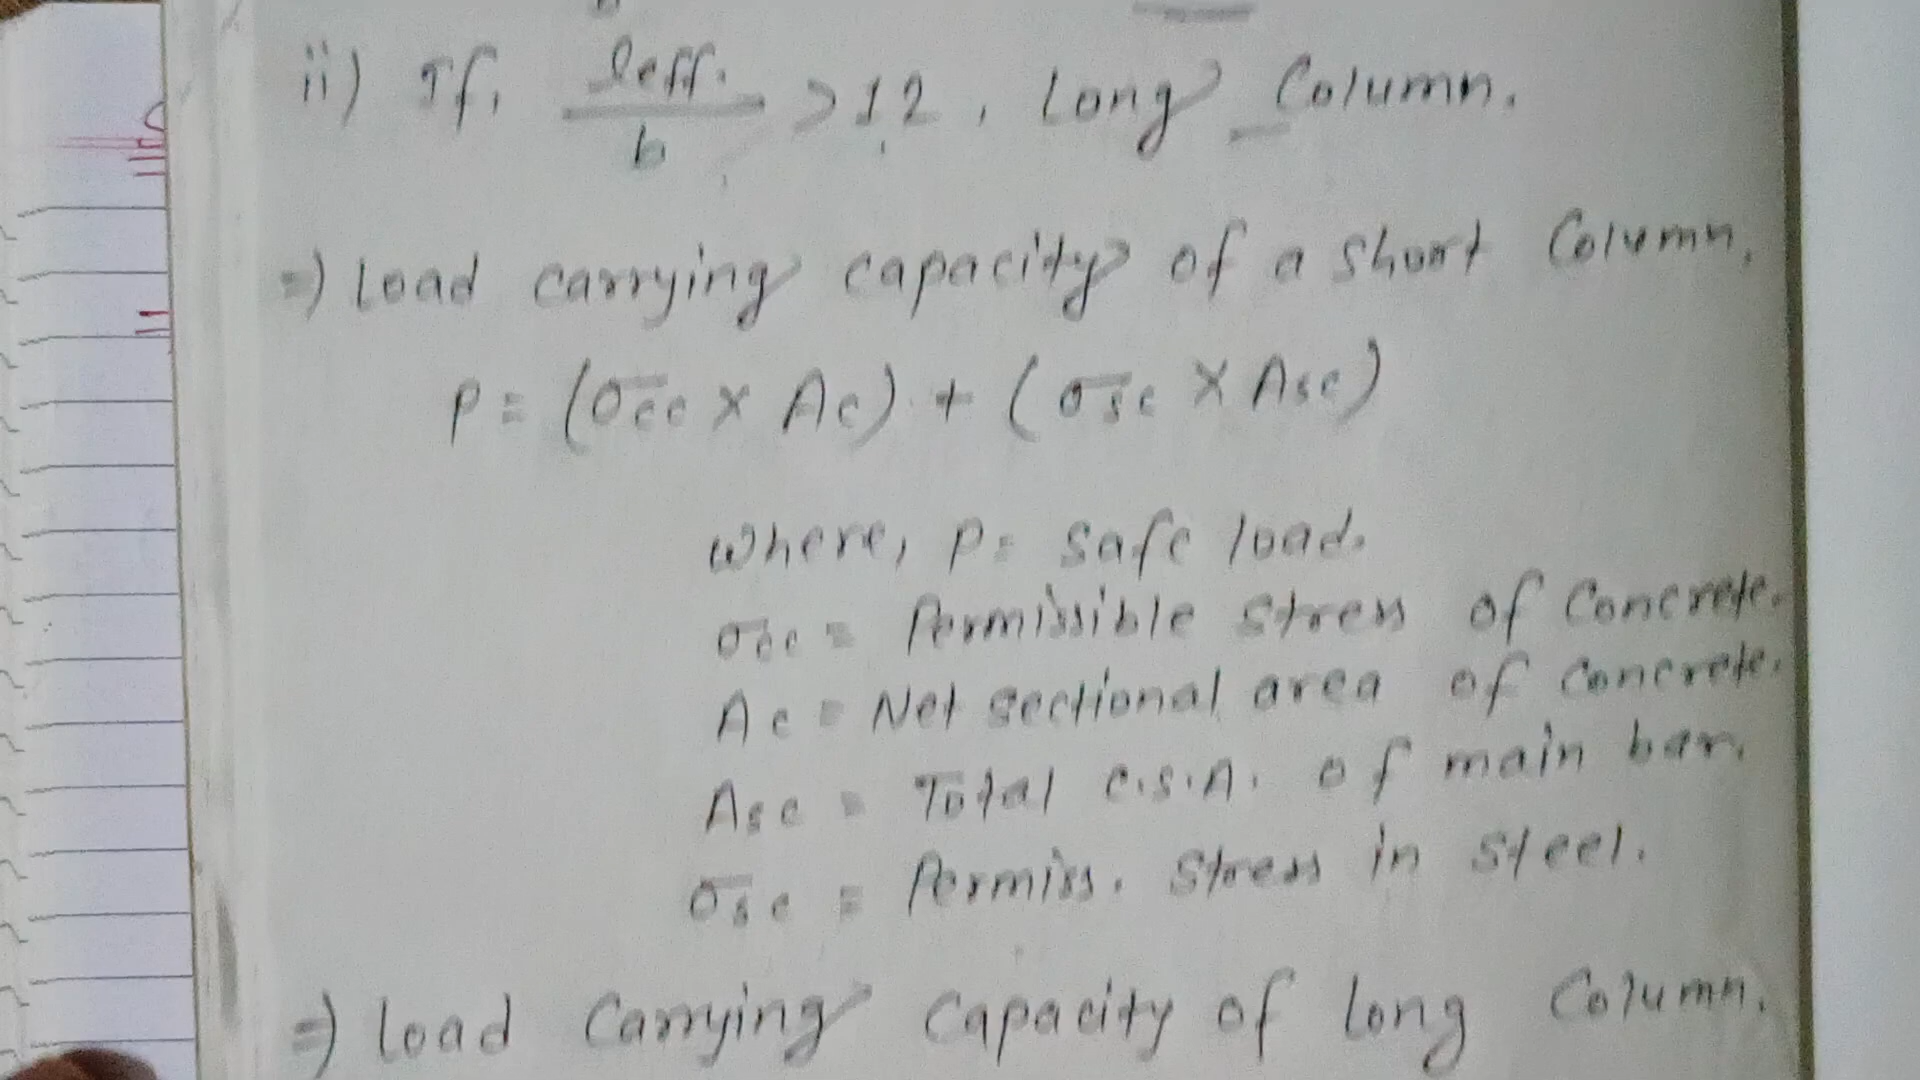 ii) If, leff. / b > 12, Long Column.
⇒) Load carrying capacity of a short Column,
P = (σcc × Ac) + (σsc × Asc)
where, P = safe load.
σcc = Permissible stress of Concrete.
Ac = Net sectional area of Concrete.
Asc = Total c.s.A. of main bar.
σsc = Permiss. stress in steel.
⇒) Load Carrying Capacity of Long Column.